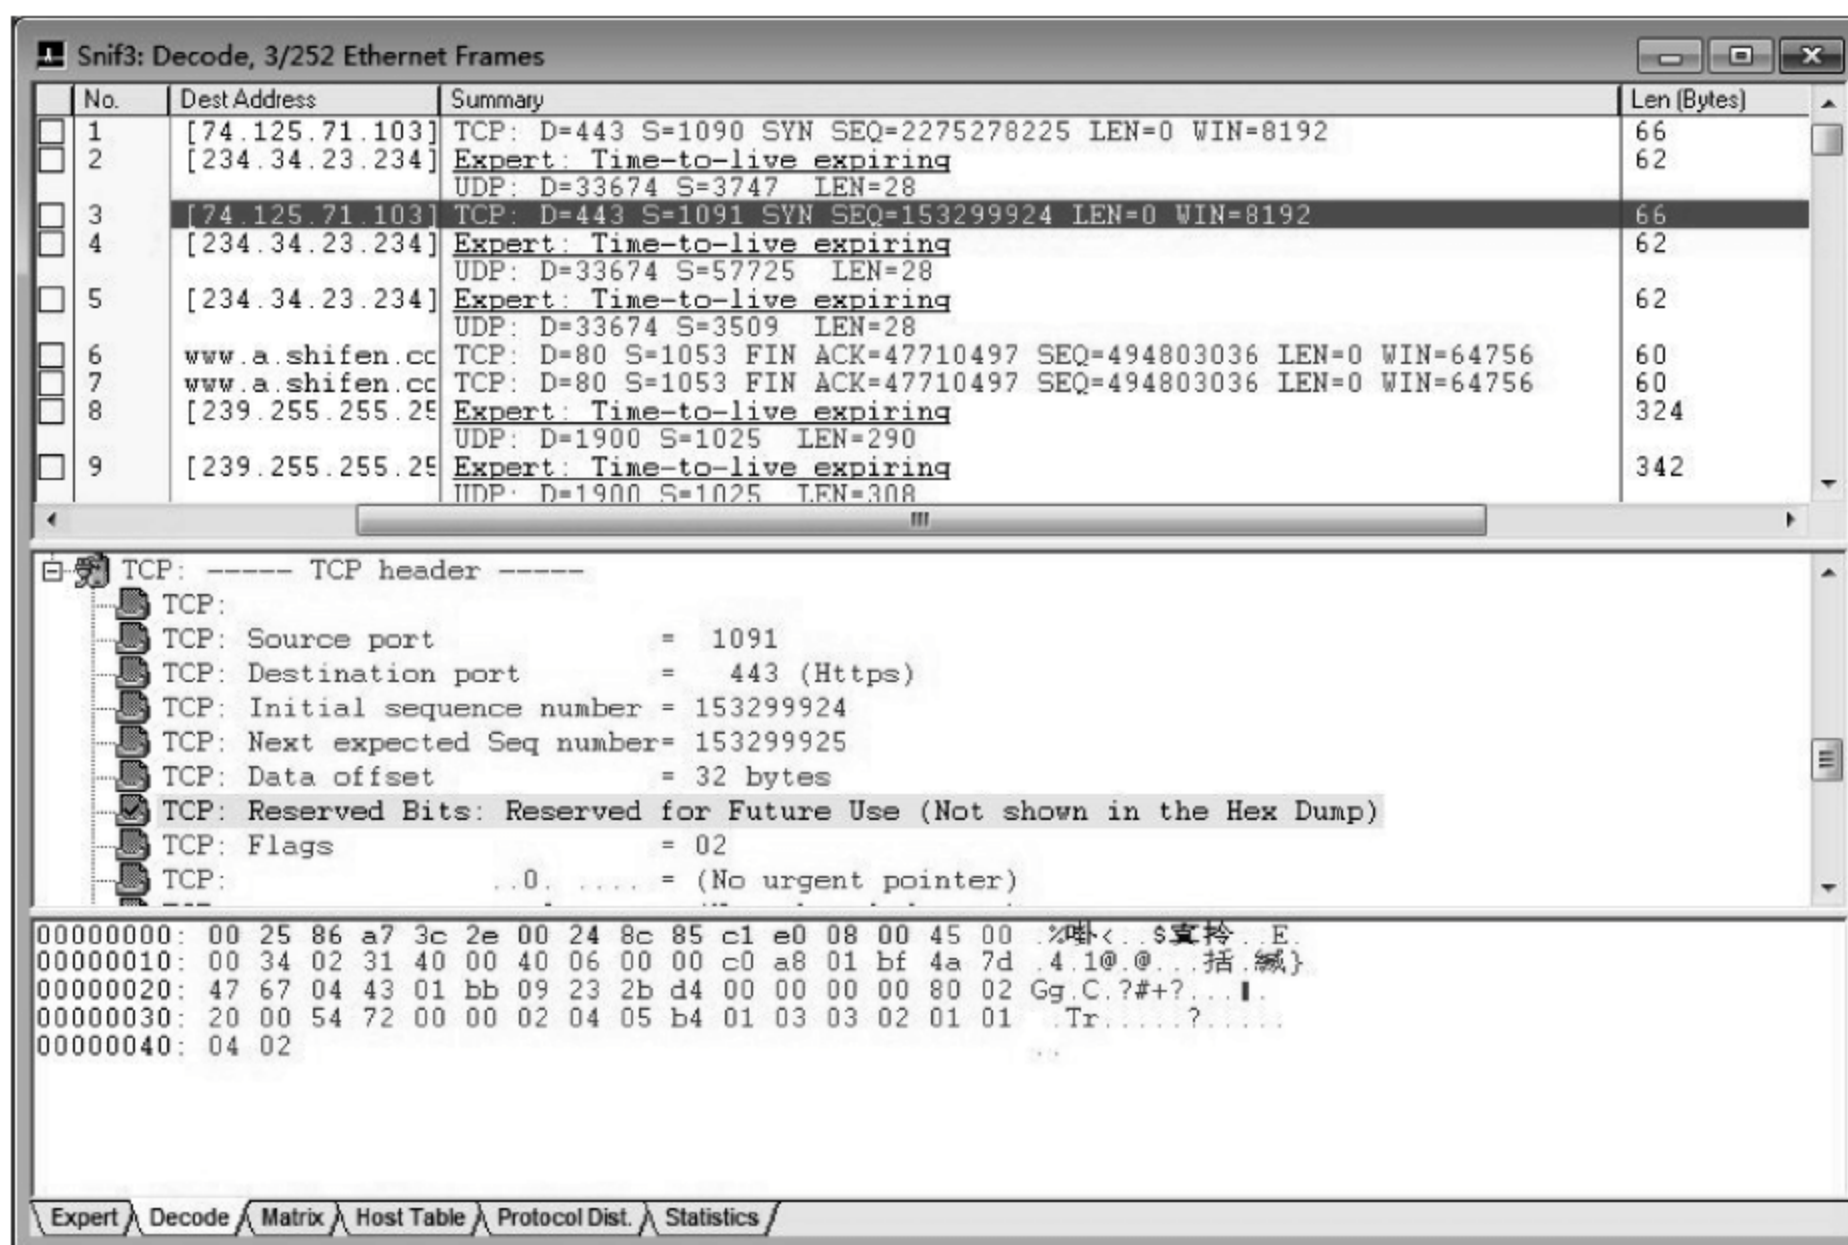 Snif3: Decode, 3/252 Ethernet Frames
No. Dest Address Summary Len (Bytes)
1 [74.125.71.103] TCP: D=443 S=1090 SYN SEQ=2275278225 LEN=0 WIN=8192 66
2 [234.34.23.234] Expert: Time-to-live expiring 62
UDP: D=33674 S=3747 LEN=28
3 [74.125.71.103] TCP: D=443 S=1091 SYN SEQ=153299924 LEN=0 WIN=8192 66
4 [234.34.23.234] Expert: Time-to-live expiring 62
UDP: D=33674 S=57725 LEN=28
5 [234.34.23.234] Expert: Time-to-live expiring 62
UDP: D=33674 S=3509 LEN=28
6 www.a.shifen.cc TCP: D=80 S=1053 FIN ACK=47710497 SEQ=494803036 LEN=0 WIN=64756 60
7 www.a.shifen.cc TCP: D=80 S=1053 FIN ACK=47710497 SEQ=494803036 LEN=0 WIN=64756 60
8 [239.255.255.25 Expert: Time-to-live expiring 324
UDP: D=1900 S=1025 LEN=290
9 [239.255.255.25 Expert: Time-to-live expiring 342
UDP: D=1900 S=1025 LEN=308
TCP: ----- TCP header -----
TCP:
TCP: Source port = 1091
TCP: Destination port = 443 (Https)
TCP: Initial sequence number = 153299924
TCP: Next expected Seq number= 153299925
TCP: Data offset = 32 bytes
TCP: Reserved Bits: Reserved for Future Use (Not shown in the Hex Dump)
TCP: Flags = 02
TCP: ..0. .... = (No urgent pointer)
00000000: 00 25 86 a7 3c 2e 00 24 8c 85 c1 e0 08 00 45 00
00000010: 00 34 02 31 40 00 40 06 00 00 c0 a8 01 bf 4a 7d .4.1@.@...括.緘}
00000020: 47 67 04 43 01 bb 09 23 2b d4 00 00 00 00 80 02 Gg.C.?#+?...
00000030: 20 00 54 72 00 00 02 04 05 b4 01 03 03 02 01 01 .Tr.....?.....
00000040: 04 02 ..
Expert Decode Matrix Host Table Protocol Dist. Statistics